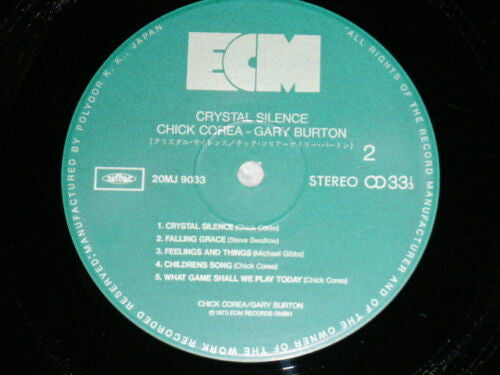 ECM
CRYSTAL SILENCE
CHICK COREA - GARY BURTON
(クリスタル・サイレンス/チック・コリア−ゲイリー・バートン)
2
20MJ 9033
STEREO 33 1/3
1. CRYSTAL SILENCE (Chick Corea)
2. FALLING GRACE (Steve Swallow)
3. FEELINGS AND THINGS (Michael Gibbs)
4. CHILDRENS SONG (Chick Corea)
5. WHAT GAME SHALL WE PLAY TODAY (Chick Corea)
CHICK COREA/GARY BURTON
℗ 1973 ECM RECORDS GMBH
"ALL RIGHTS OF THE RECORD MANUFACTURER AND OF THE OWNER OF THE WORK RECORDED RESERVED:MANUFACTURED BY POLYDOR K. K., JAPAN